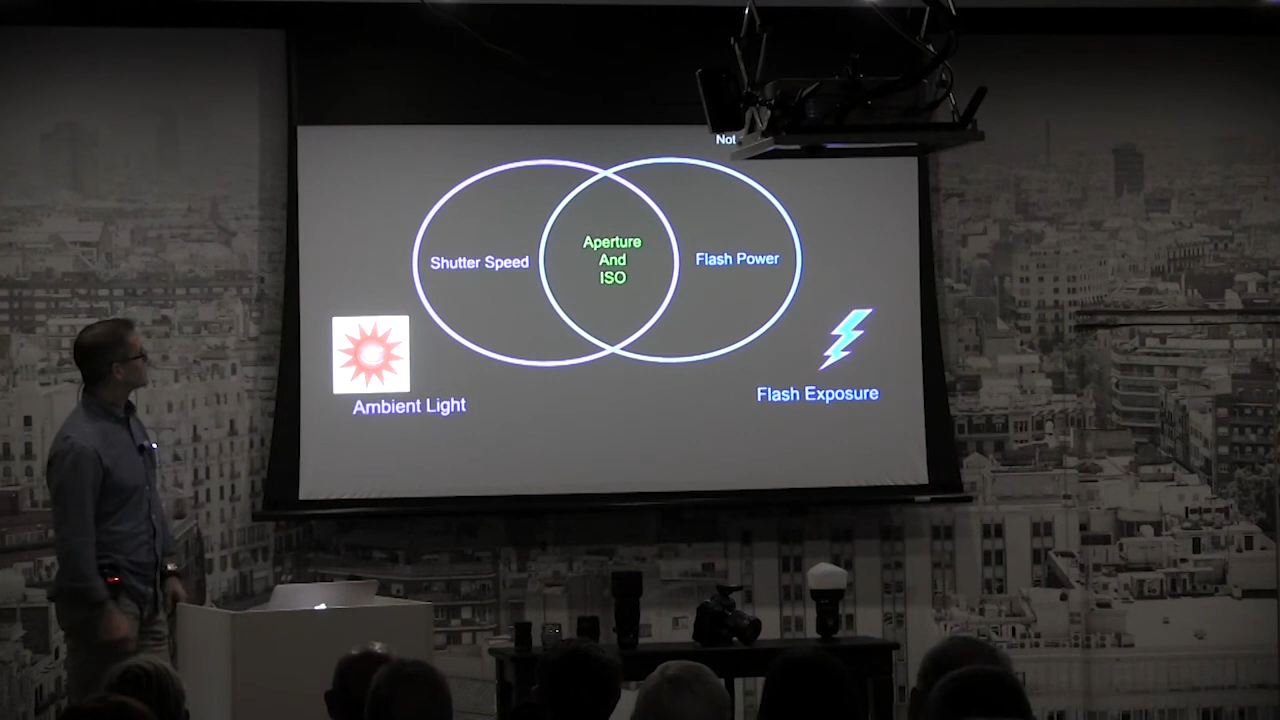 Not
Shutter Speed
Aperture
And
ISO
Flash Power
Ambient Light
Flash Exposure